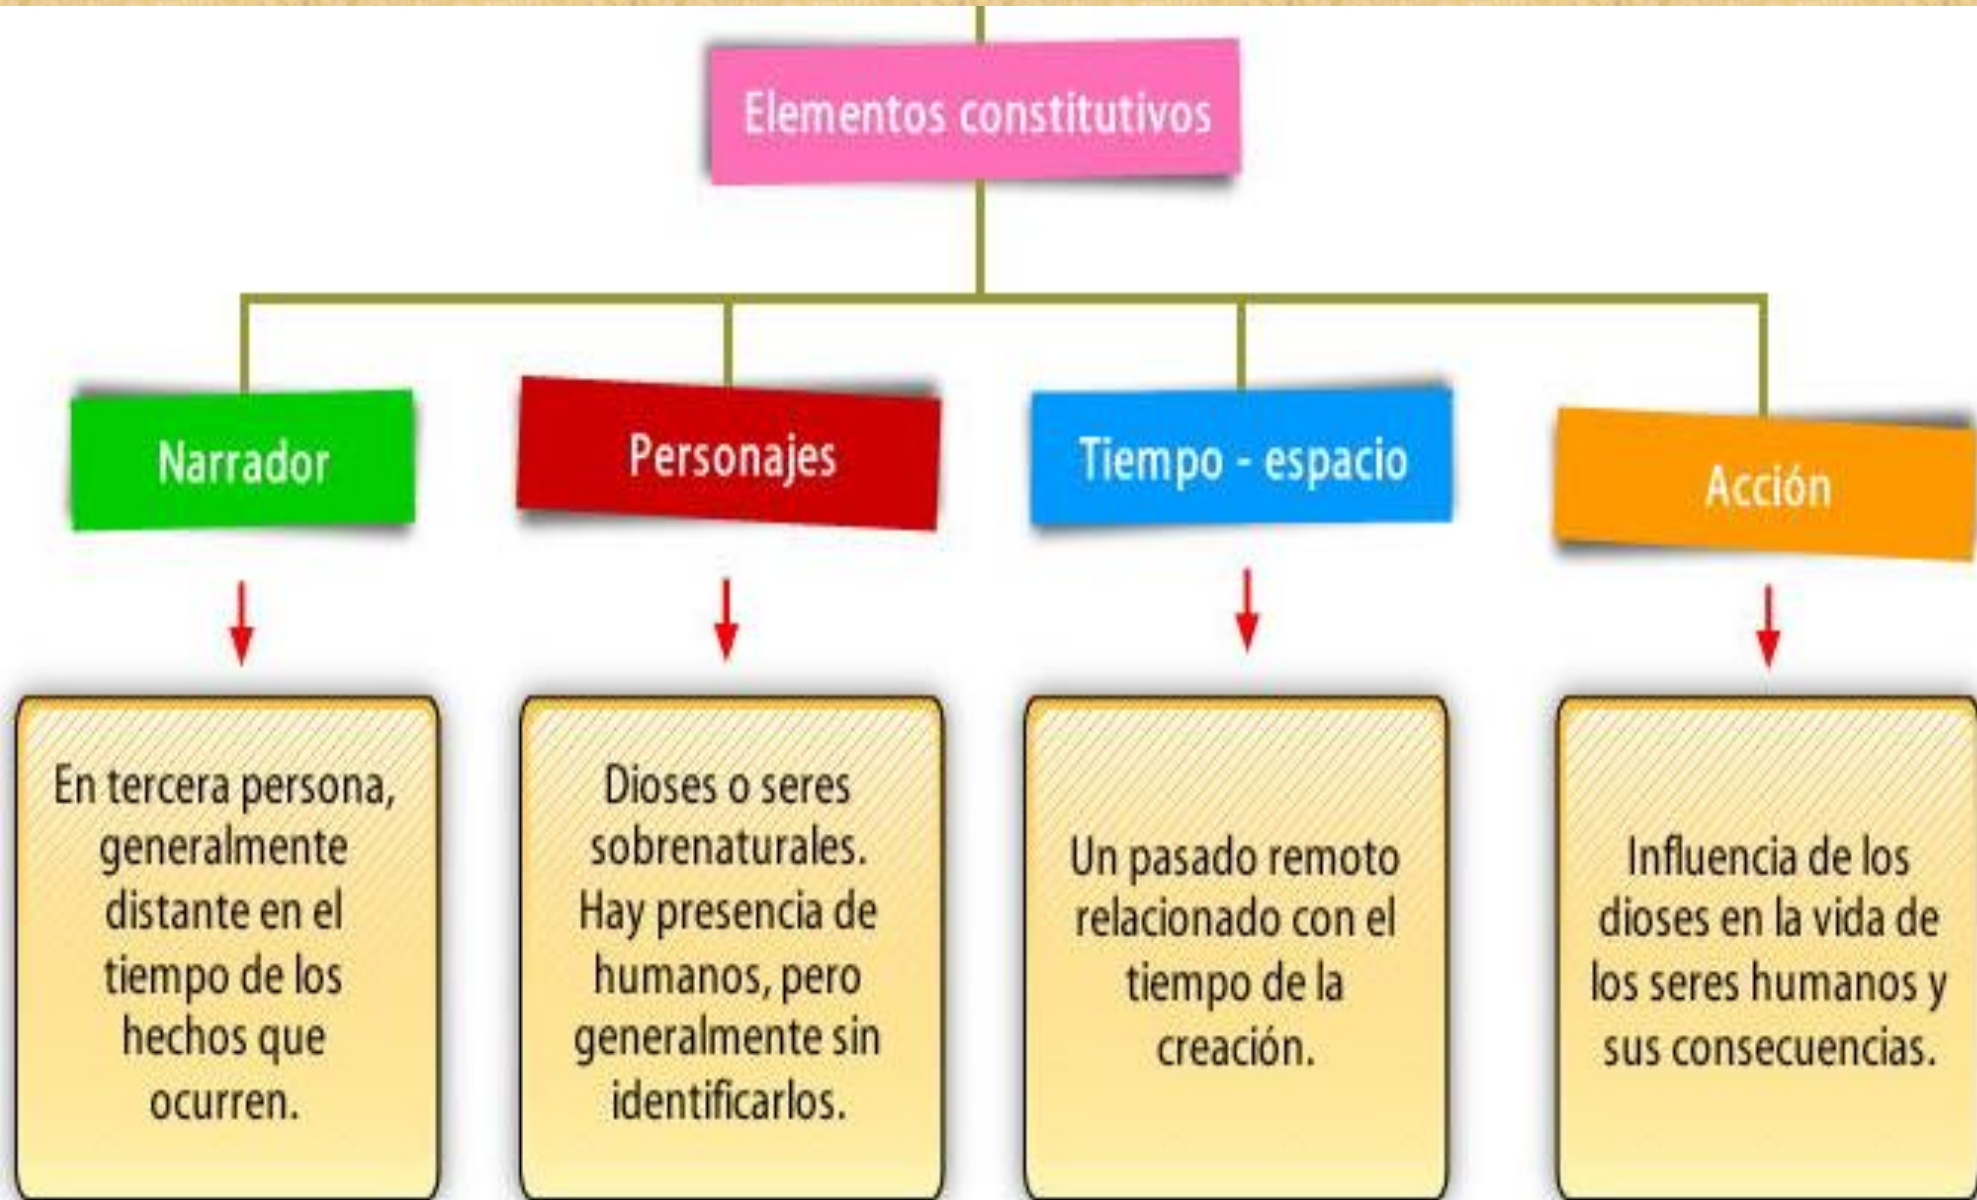 Elementos constitutivos
Narrador
En tercera persona,
generalmente
distante en el
tiempo de los
hechos que
ocurren.
Personajes
Dioses o seres
sobrenaturales.
Hay presencia de
humanos, pero
generalmente sin
identificarlos.
Tiempo - espacio
Un pasado remoto
relacionado con el
tiempo de la
creación.
Acción
Influencia de los
dioses en la vida de
los seres humanos y
sus consecuencias.